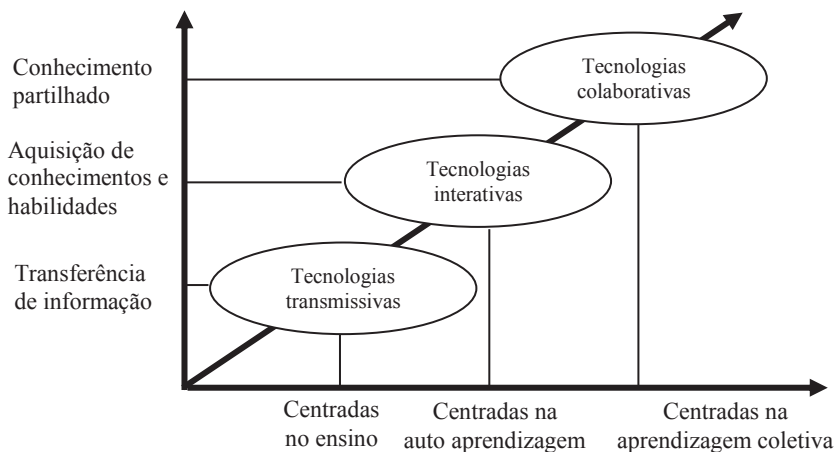 Conhecimento
partilhado
Tecnologias
colaborativas
Aquisição de
conhecimentos e
habilidades
Tecnologias
interativas
Transferência
de informação
Tecnologias
transmissivas
Centradas
no ensino
Centradas na
auto aprendizagem
Centradas na
aprendizagem coletiva